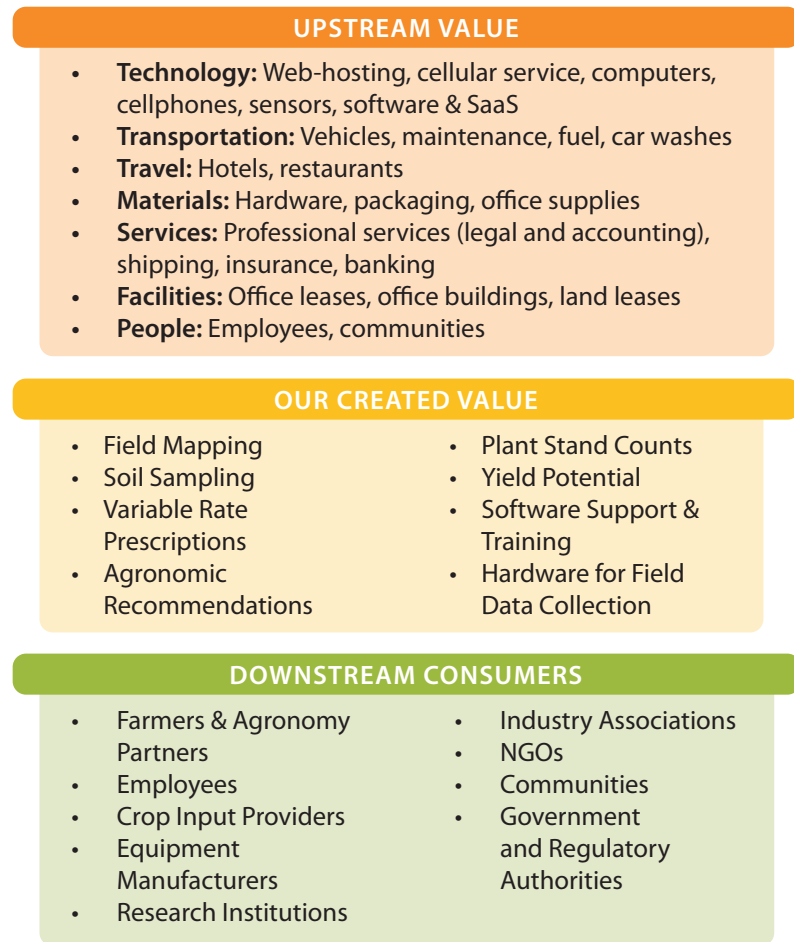 UPSTREAM VALUE
• Technology: Web-hosting, cellular service, computers,
cellphones, sensors, software & SaaS
• Transportation: Vehicles, maintenance, fuel, car washes
• Travel: Hotels, restaurants
• Materials: Hardware, packaging, office supplies
• Services: Professional services (legal and accounting),
shipping, insurance, banking
• Facilities: Office leases, office buildings, land leases
• People: Employees, communities
OUR CREATED VALUE
• Field Mapping
• Soil Sampling
• Variable Rate
Prescriptions
• Agronomic
Recommendations
• Plant Stand Counts
• Yield Potential
• Software Support &
Training
• Hardware for Field
Data Collection
DOWNSTREAM CONSUMERS
• Farmers & Agronomy
Partners
• Employees
• Crop Input Providers
• Equipment
Manufacturers
• Research Institutions
• Industry Associations
• NGOs
• Communities
• Government
and Regulatory
Authorities